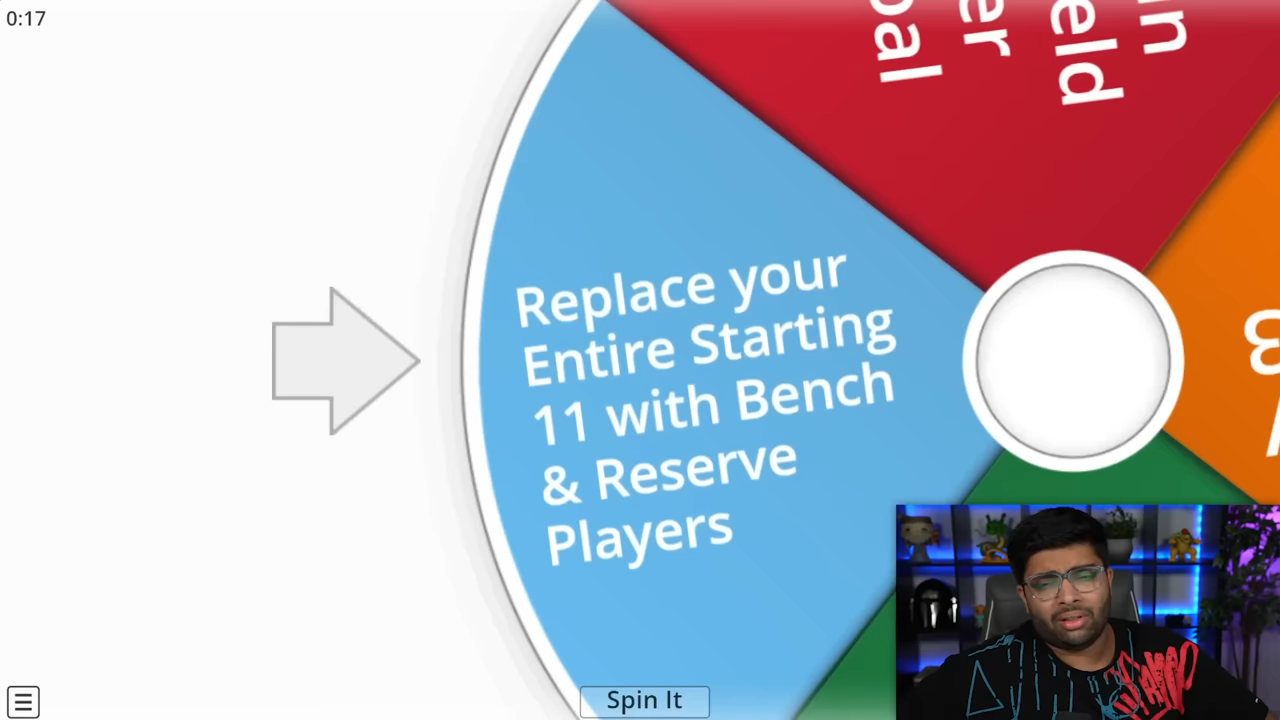 0:17
Replace your
Entire Starting
11 with Bench
& Reserve
Players
Spin It